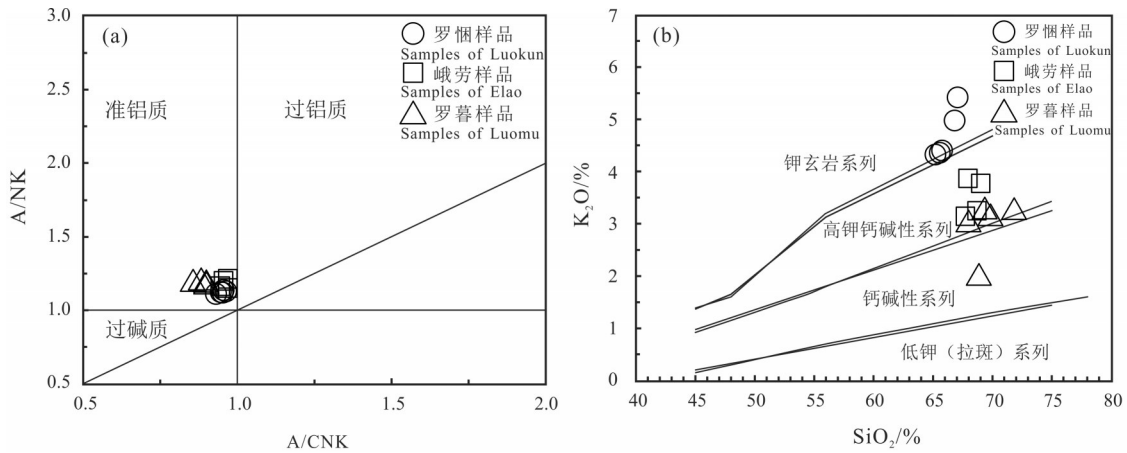 (a)
罗悃样品
Samples of Luokun
峨劳样品
Samples of Elao
罗暮样品
Samples of Luomu
准铝质
过铝质
过碱质
A/NK
3.0
2.5
2.0
1.5
1.0
0.5
0.5
1.0
1.5
2.0
A/CNK
(b)
罗悃样品
Samples of Luokun
峨劳样品
Samples of Elao
罗暮样品
Samples of Luomu
钾玄岩系列
高钾钙碱性系列
钙碱性系列
低钾（拉斑）系列
K₂O/%
7
6
5
4
3
2
1
0
40
45
50
55
60
65
70
75
80
SiO₂/%